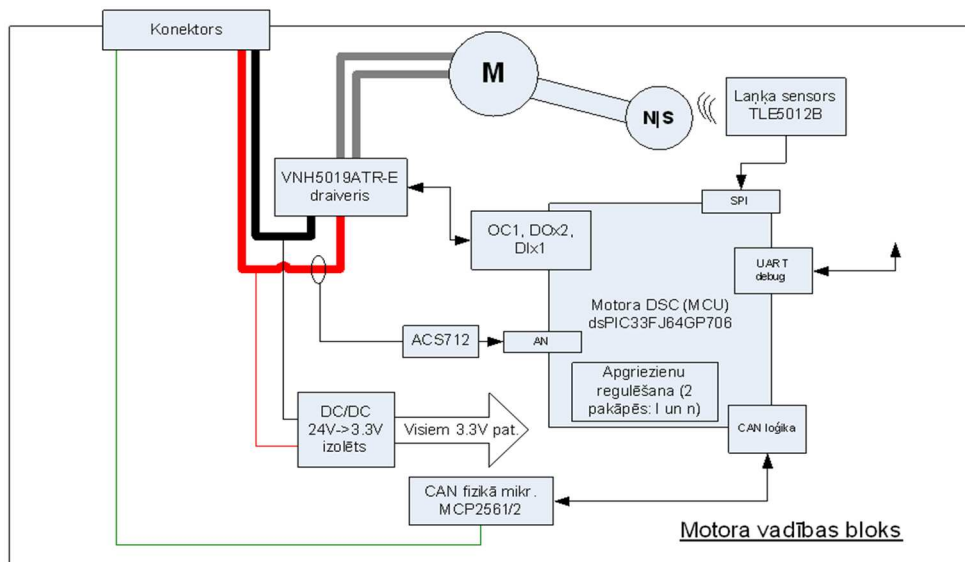 Konektors
M
N|S
Laņķa sensors
TLE5012B
VNH5019ATR-E
draiveris
SPI
OC1, DOx2,
DIx1
UART
debug
Motora DSC (MCU)
dsPIC33FJ64GP706
ACS712
AN
Apgriezienu
regulēšana (2
pakāpēs: I un n)
DC/DC
24V->3.3V
izolēts
Visiem 3.3V pat.
CAN loģika
CAN fizikā mikr.
MCP2561/2
Motora vadības bloks